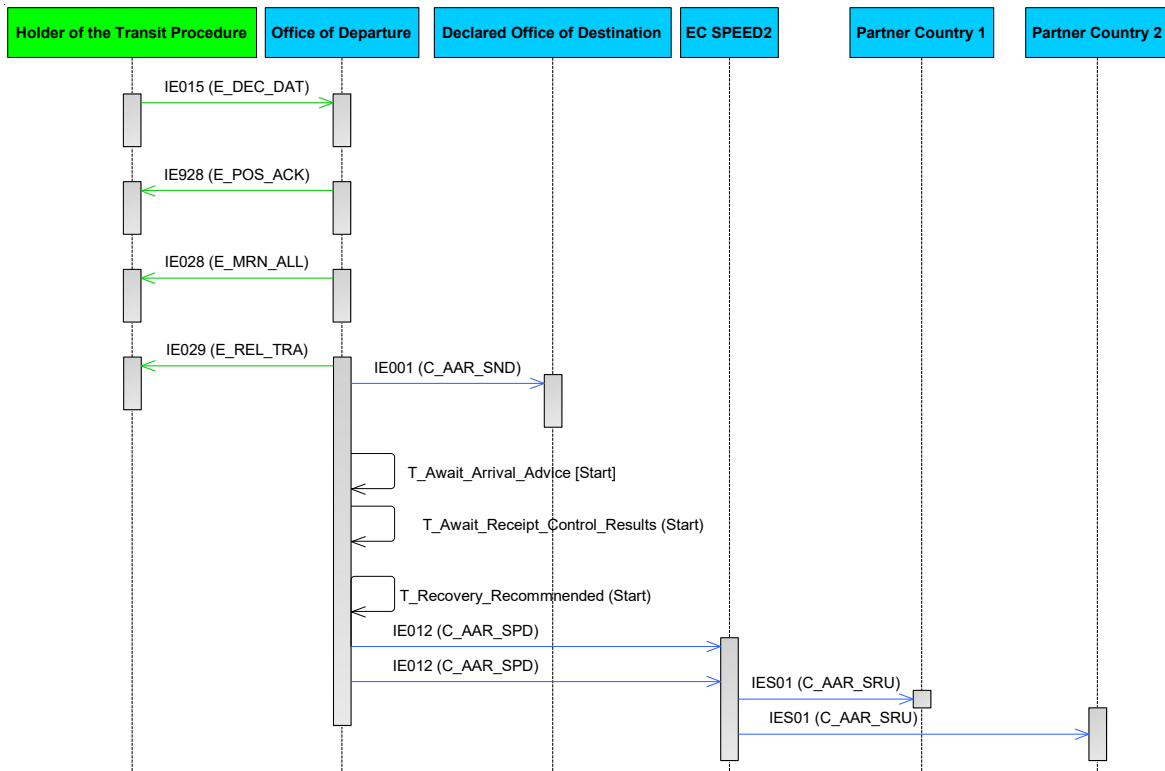 Holder of the Transit Procedure
Office of Departure
Declared Office of Destination
EC SPEED2
Partner Country 1
Partner Country 2
IE015 (E_DEC_DAT)
IE928 (E_POS_ACK)
IE028 (E_MRN_ALL)
IE029 (E_REL_TRA)
IE001 (C_AAR_SND)
T_Await_Arrival_Advice [Start]
T_Await_Receipt_Control_Results (Start)
T_Recovery_Recommnended (Start)
IE012 (C_AAR_SPD)
IE012 (C_AAR_SPD)
IES01 (C_AAR_SRU)
IES01 (C_AAR_SRU)